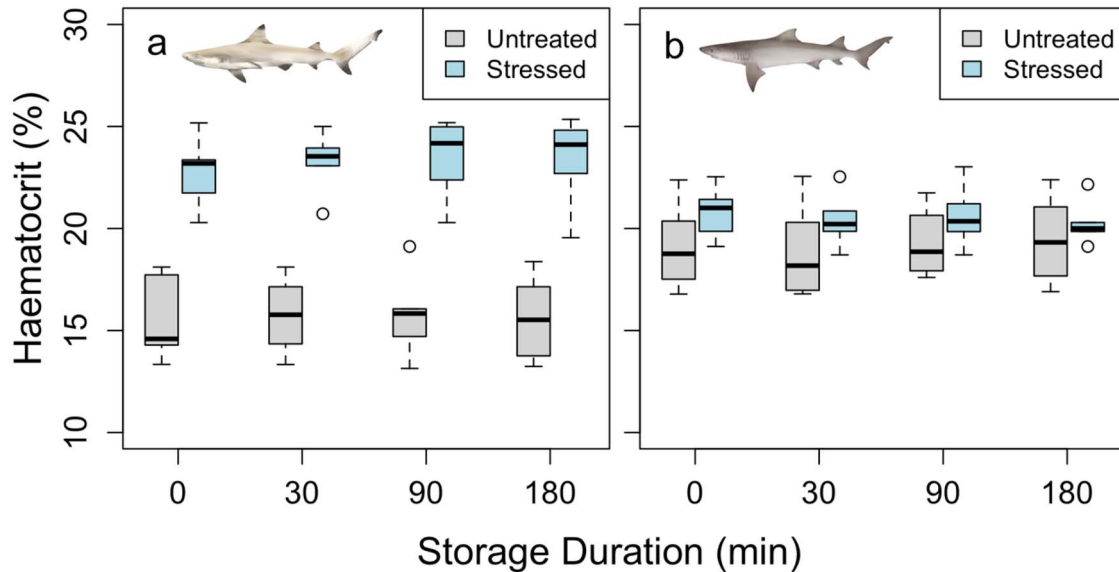 a
Untreated
Stressed
b
Untreated
Stressed
Haematocrit (%)
30
25
20
15
10
0 30 90 180
0 30 90 180
Storage Duration (min)